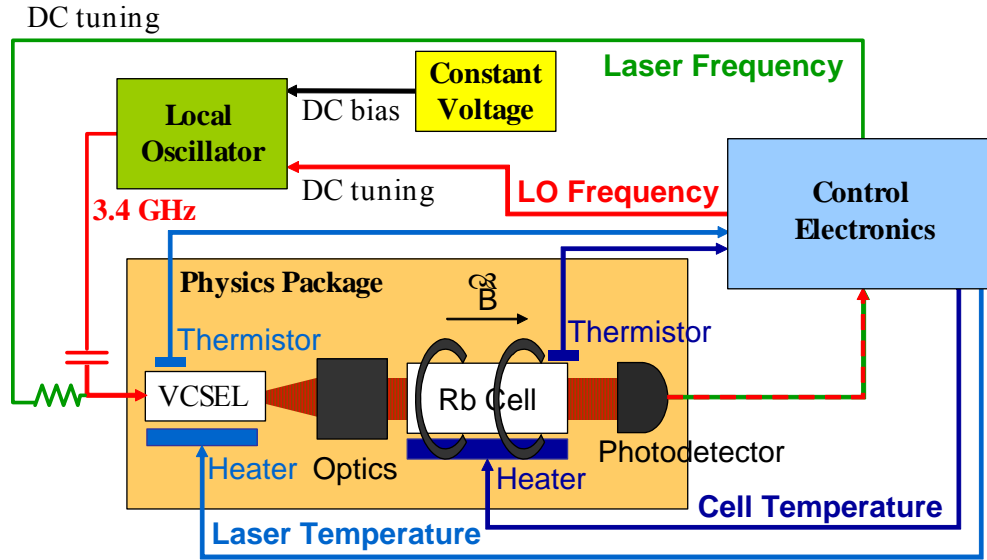 DC tuning
Laser Frequency
Constant
Voltage
DC bias
Local
Oscillator
DC tuning
LO Frequency
Control
Electronics
3.4 GHz
Physics Package
B
Thermistor
Thermistor
VCSEL
Rb Cell
Heater
Optics
Heater
Photodetector
Laser Temperature
Cell Temperature